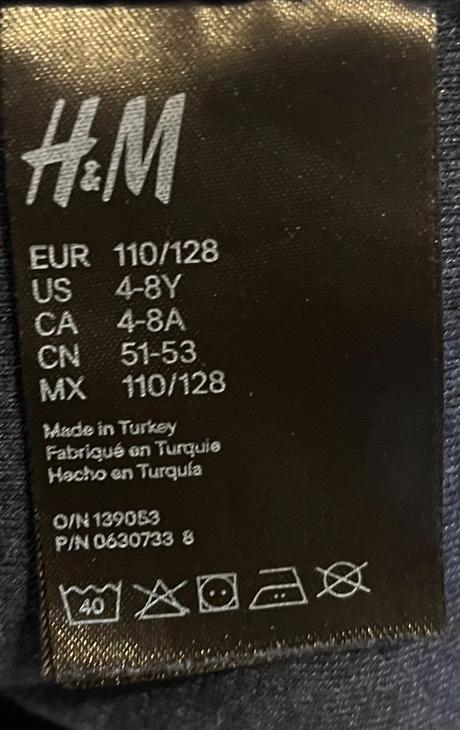 H&M
EUR 110/128
US 4-8Y
CA 4-8A
CN 51-53
MX 110/128
Made in Turkey
Fabriqué en Turquie
Hecho en Turquía
O/N 139053
P/N 0630733 8
40